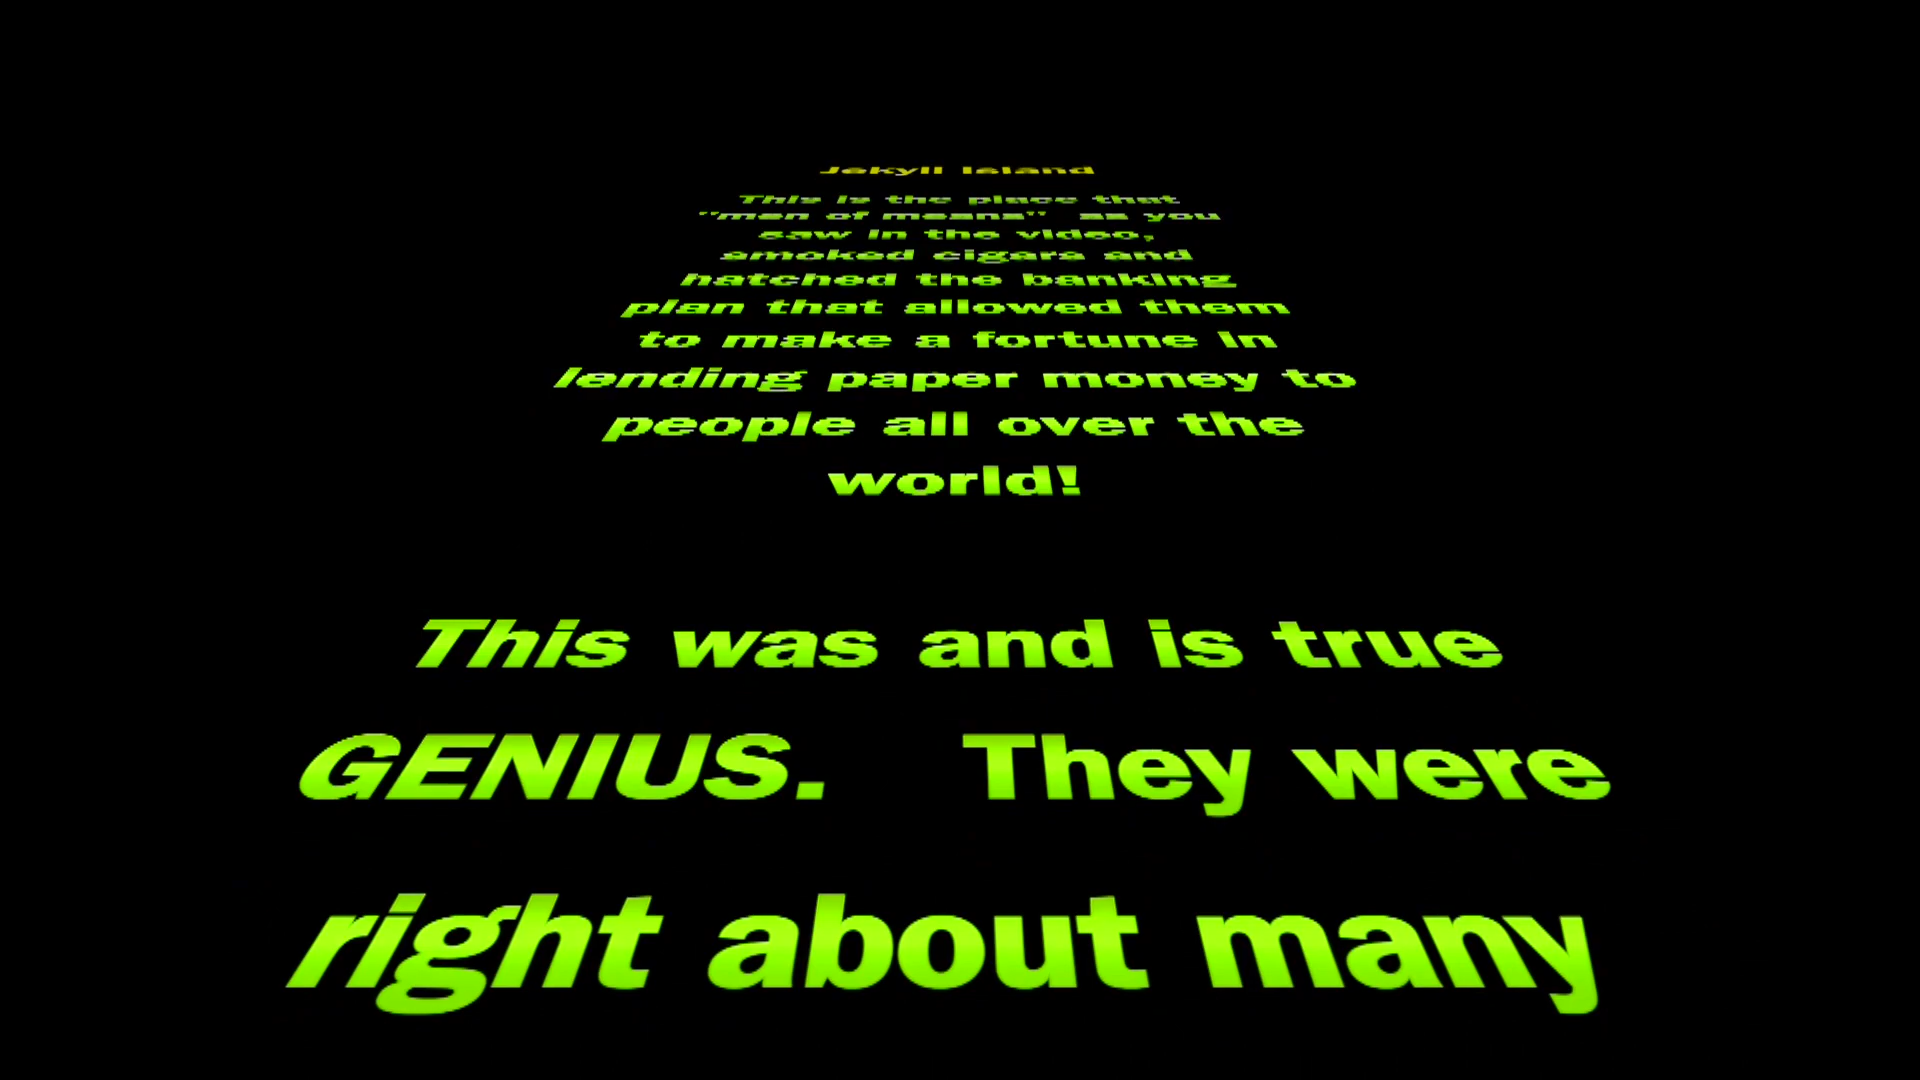 Jekyll Island
This is the place that
"men of means"  as you
saw in the video,
smoked cigars and
hatched the banking
plan that allowed them
to make a fortune in
lending paper money to
people all over the
world!
This was and is true
GENIUS.   They were
right about many